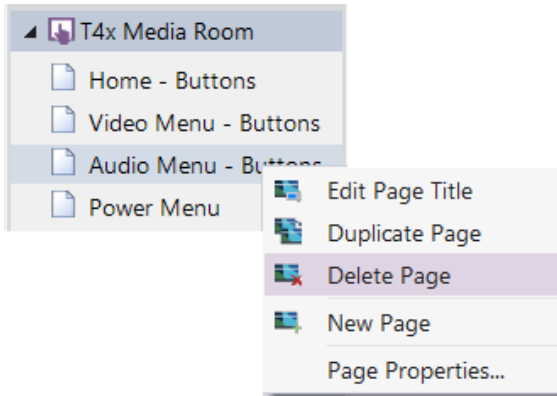 T4x Media Room
Home - Buttons
Video Menu - Buttons
Audio Menu - Buttons
Power Menu
Edit Page Title
Duplicate Page
Delete Page
New Page
Page Properties...